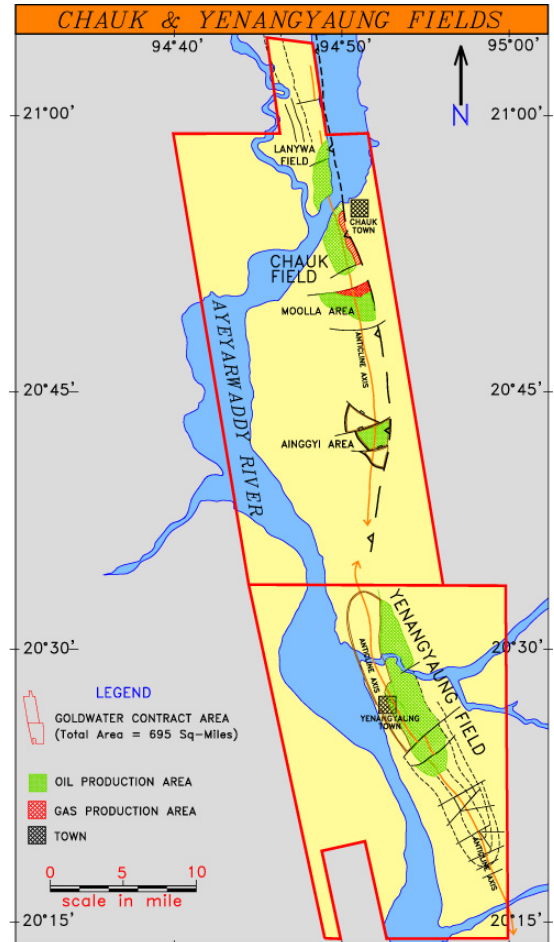 CHAUK & YENANGYAUNG FIELDS
94°40' 94°50' 95°00'
21°00' 21°00'
N
LANYWA
FIELD
CHAUK
TOWN
CHAUK
FIELD
MOOLLA AREA
ANTICLINE AXIS
AYEYARWADDY RIVER
20°45' 20°45'
AINGGYI AREA
YENANGYAUNG FIELD
20°30' 20°30'
ANTICLINE AXIS
YENANGYAUNG
TOWN
ANTICLINE AXIS
LEGEND
GOLDWATER CONTRACT AREA
(Total Area = 695 Sq-Miles)
OIL PRODUCTION AREA
GAS PRODUCTION AREA
TOWN
0 5 10
scale in mile
20°15' 20°15'